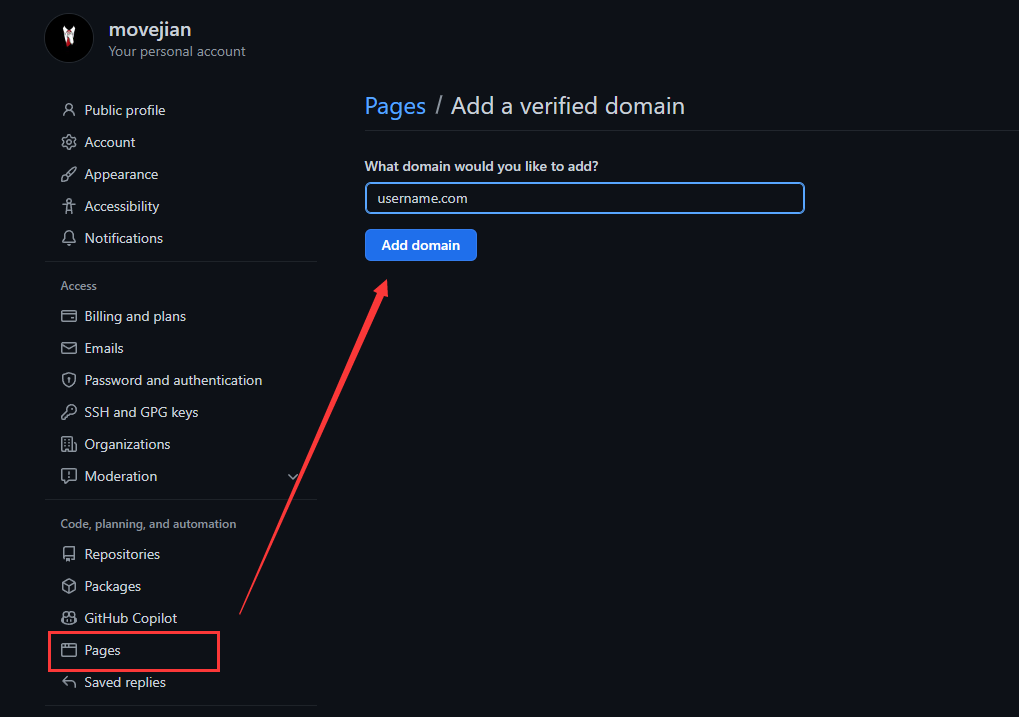 movejian
Your personal account
Public profile
Account
Appearance
Accessibility
Notifications
Access
Billing and plans
Emails
Password and authentication
SSH and GPG keys
Organizations
Moderation
Code, planning, and automation
Repositories
Packages
GitHub Copilot
Pages
Saved replies
Pages / Add a verified domain
What domain would you like to add?
username.com
Add domain